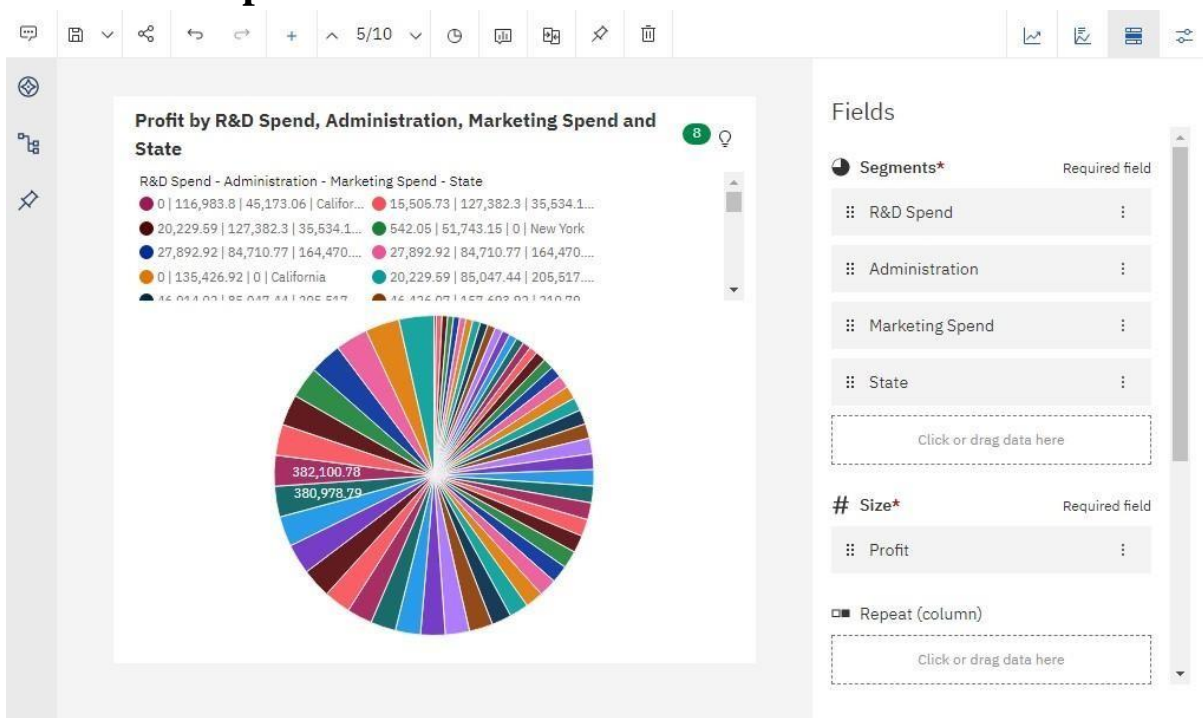 5/10
Profit by R&D Spend, Administration, Marketing Spend and
State
8
R&D Spend - Administration - Marketing Spend - State
0 | 116,983.8 | 45,173.06 | Califor...
15,505.73 | 127,382.3 | 35,534.1...
20,229.59 | 127,382.3 | 35,534.1...
542.05 | 51,743.15 | 0 | New York
27,892.92 | 84,710.77 | 164,470....
27,892.92 | 84,710.77 | 164,470....
0 | 135,426.92 | 0 | California
20,229.59 | 85,047.44 | 205,517....
382,100.78
380,978.79
Fields
Segments* Required field
R&D Spend
Administration
Marketing Spend
State
Click or drag data here
# Size* Required field
Profit
Repeat (column)
Click or drag data here